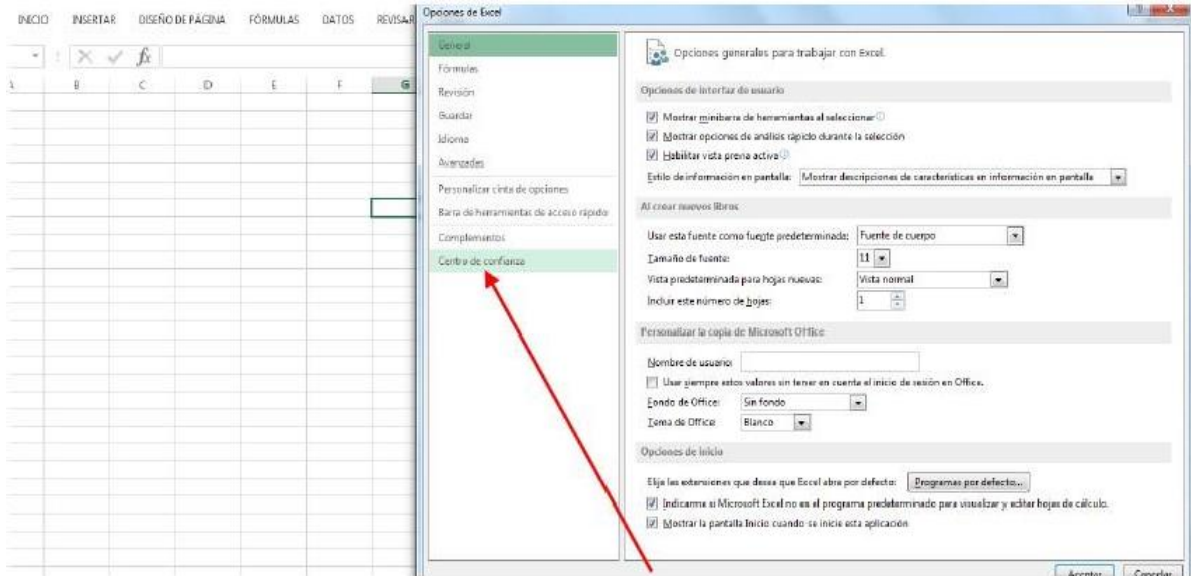 INICIO INSERTAR DISEÑO DE PÁGINA FÓRMULAS DATOS REVISAR
fx
B C D E F G
Opciones de Excel
General
Fórmulas
Revisión
Guardar
Idioma
Avanzadas
Personalizar cinta de opciones
Barra de herramientas de acceso rápido
Complementos
Centro de confianza
Opciones generales para trabajar con Excel.
Opciones de interfaz de usuario
Mostrar minibarra de herramientas al seleccionar
Mostrar opciones de análisis rápido durante la selección
Habilitar vista previa activa
Estilo de información en pantalla: Mostrar descripciones de características en información en pantalla
Al crear nuevos libros
Usar esta fuente como fuente predeterminada: Fuente de cuerpo
Tamaño de fuente: 11
Vista predeterminada para hojas nuevas: Vista normal
Incluir este número de hojas: 1
Personalizar la copia de Microsoft Office
Nombre de usuario:
Usar siempre estos valores sin tener en cuenta el inicio de sesión en Office.
Fondo de Office: Sin fondo
Tema de Office: Blanco
Opciones de inicio
Elija las extensiones que desea que Excel abra por defecto: Programas por defecto...
Indicarme si Microsoft Excel no es el programa predeterminado para visualizar y editar hojas de cálculo.
Mostrar la pantalla Inicio cuando se inicie esta aplicación
Aceptar Cancelar